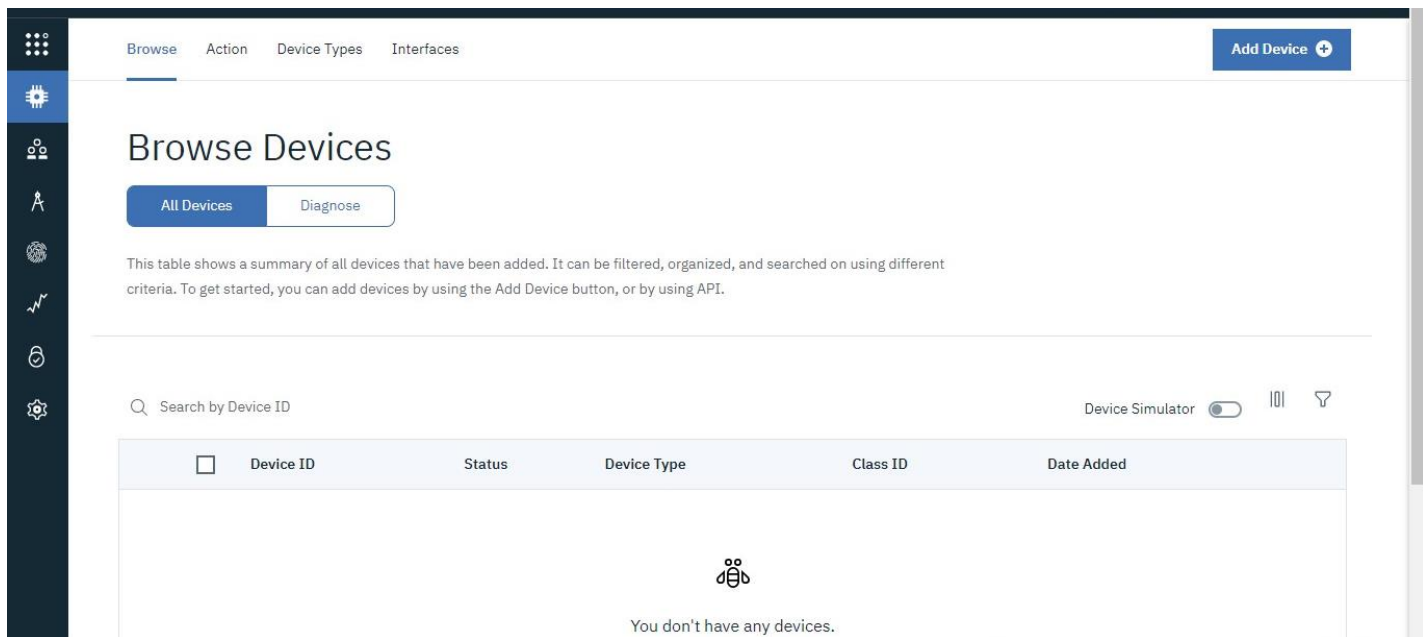 Browse Action Device Types Interfaces Add Device
Browse Devices
All Devices Diagnose
This table shows a summary of all devices that have been added. It can be filtered, organized, and searched on using different
criteria. To get started, you can add devices by using the Add Device button, or by using API.
Search by Device ID Device Simulator
Device ID Status Device Type Class ID Date Added
You don't have any devices.